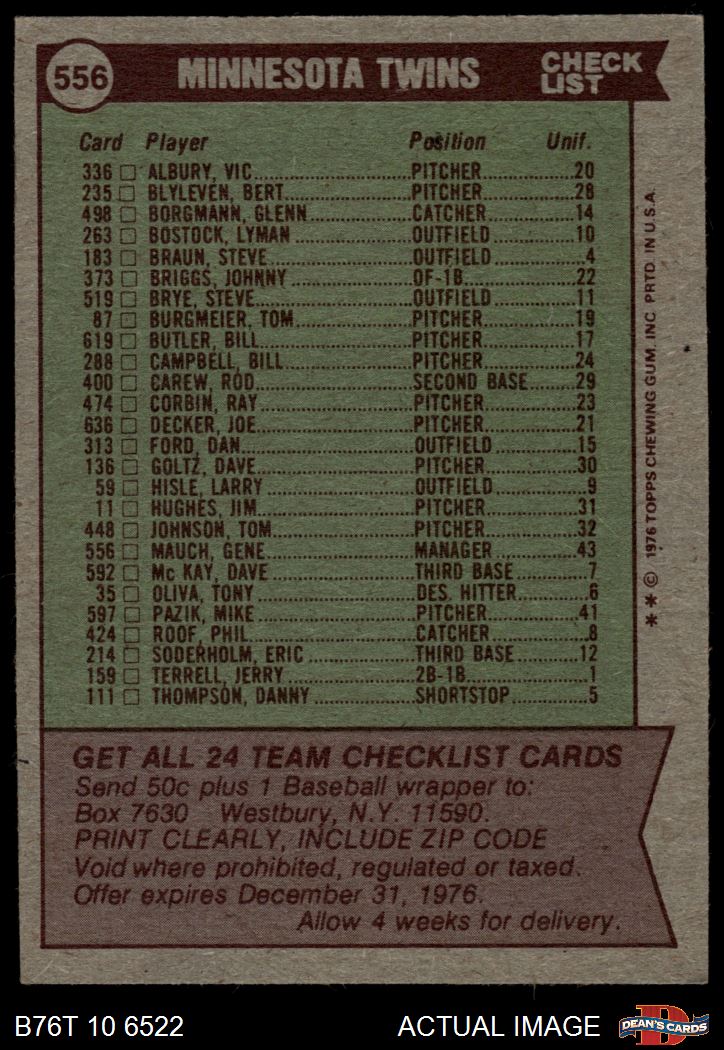 556 MINNESOTA TWINS CHECK LIST
Card Player Position Unif.
336 □ ALBURY, VIC PITCHER 20
235 □ BLYLEVEN, BERT PITCHER 28
498 □ BORGMANN, GLENN CATCHER 14
263 □ BOSTOCK, LYMAN OUTFIELD 10
183 □ BRAUN, STEVE OUTFIELD 4
373 □ BRIGGS, JOHNNY OF-1B 22
519 □ BRYE, STEVE OUTFIELD 11
87 □ BURGMEIER, TOM PITCHER 19
619 □ BUTLER, BILL PITCHER 17
288 □ CAMPBELL, BILL PITCHER 24
400 □ CAREW, ROD SECOND BASE 29
474 □ CORBIN, RAY PITCHER 23
636 □ DECKER, JOE PITCHER 21
313 □ FORD, DAN OUTFIELD 15
136 □ GOLTZ, DAVE PITCHER 30
59 □ HISLE, LARRY OUTFIELD 9
11 □ HUGHES, JIM PITCHER 31
448 □ JOHNSON, TOM PITCHER 32
556 □ MAUCH, GENE MANAGER 43
592 □ Mc KAY, DAVE THIRD BASE 7
35 □ OLIVA, TONY DES. HITTER 6
597 □ PAZIK, MIKE PITCHER 41
424 □ ROOF, PHIL CATCHER 8
214 □ SODERHOLM, ERIC THIRD BASE 12
159 □ TERRELL, JERRY 2B-1B 1
111 □ THOMPSON, DANNY SHORTSTOP 5
* * © 1976 TOPPS CHEWING GUM, INC. PRTD. IN U.S.A.
GET ALL 24 TEAM CHECKLIST CARDS
Send 50c plus 1 Baseball wrapper to:
Box 7630 Westbury, N.Y. 11590.
PRINT CLEARLY, INCLUDE ZIP CODE
Void where prohibited, regulated or taxed.
Offer expires December 31, 1976.
Allow 4 weeks for delivery.
B76T 10 6522 ACTUAL IMAGE D DEAN'S CARDS